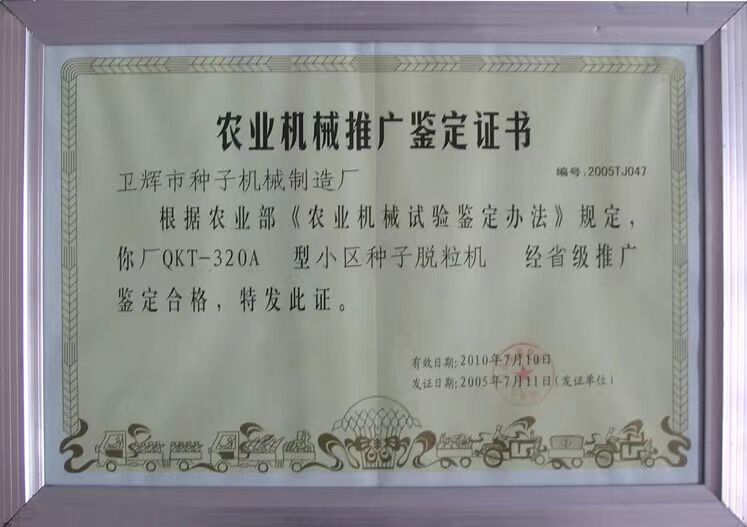 农业机械推广鉴定证书
编号:2005TJ047
卫辉市种子机械制造厂
根据农业部《农业机械试验鉴定办法》规定,
你厂QKT-320A 型小区种子脱粒机 经省级推广
鉴定合格,特发此证。
有效日期:2010年7月10日
发证日期:2005年7月11日(发证单位)